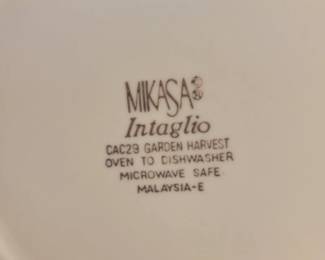 MIKASA
Intaglio
CAC29 GARDEN HARVEST
OVEN TO DISHWASHER
MICROWAVE SAFE
MALAYSIA-E